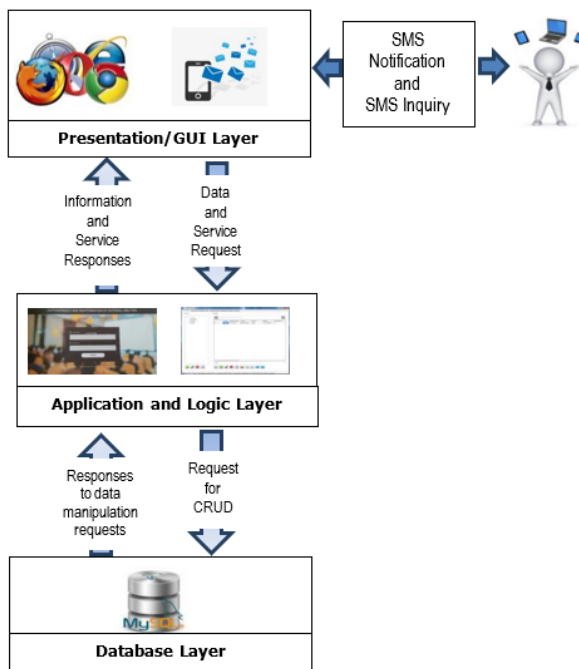 SMS
Notification
and
SMS Inquiry
Presentation/GUI Layer
Information
and
Service
Responses
Data
and
Service
Request
Application and Logic Layer
Responses
to data
manipulation
requests
Request
for
CRUD
MySQL
Database Layer